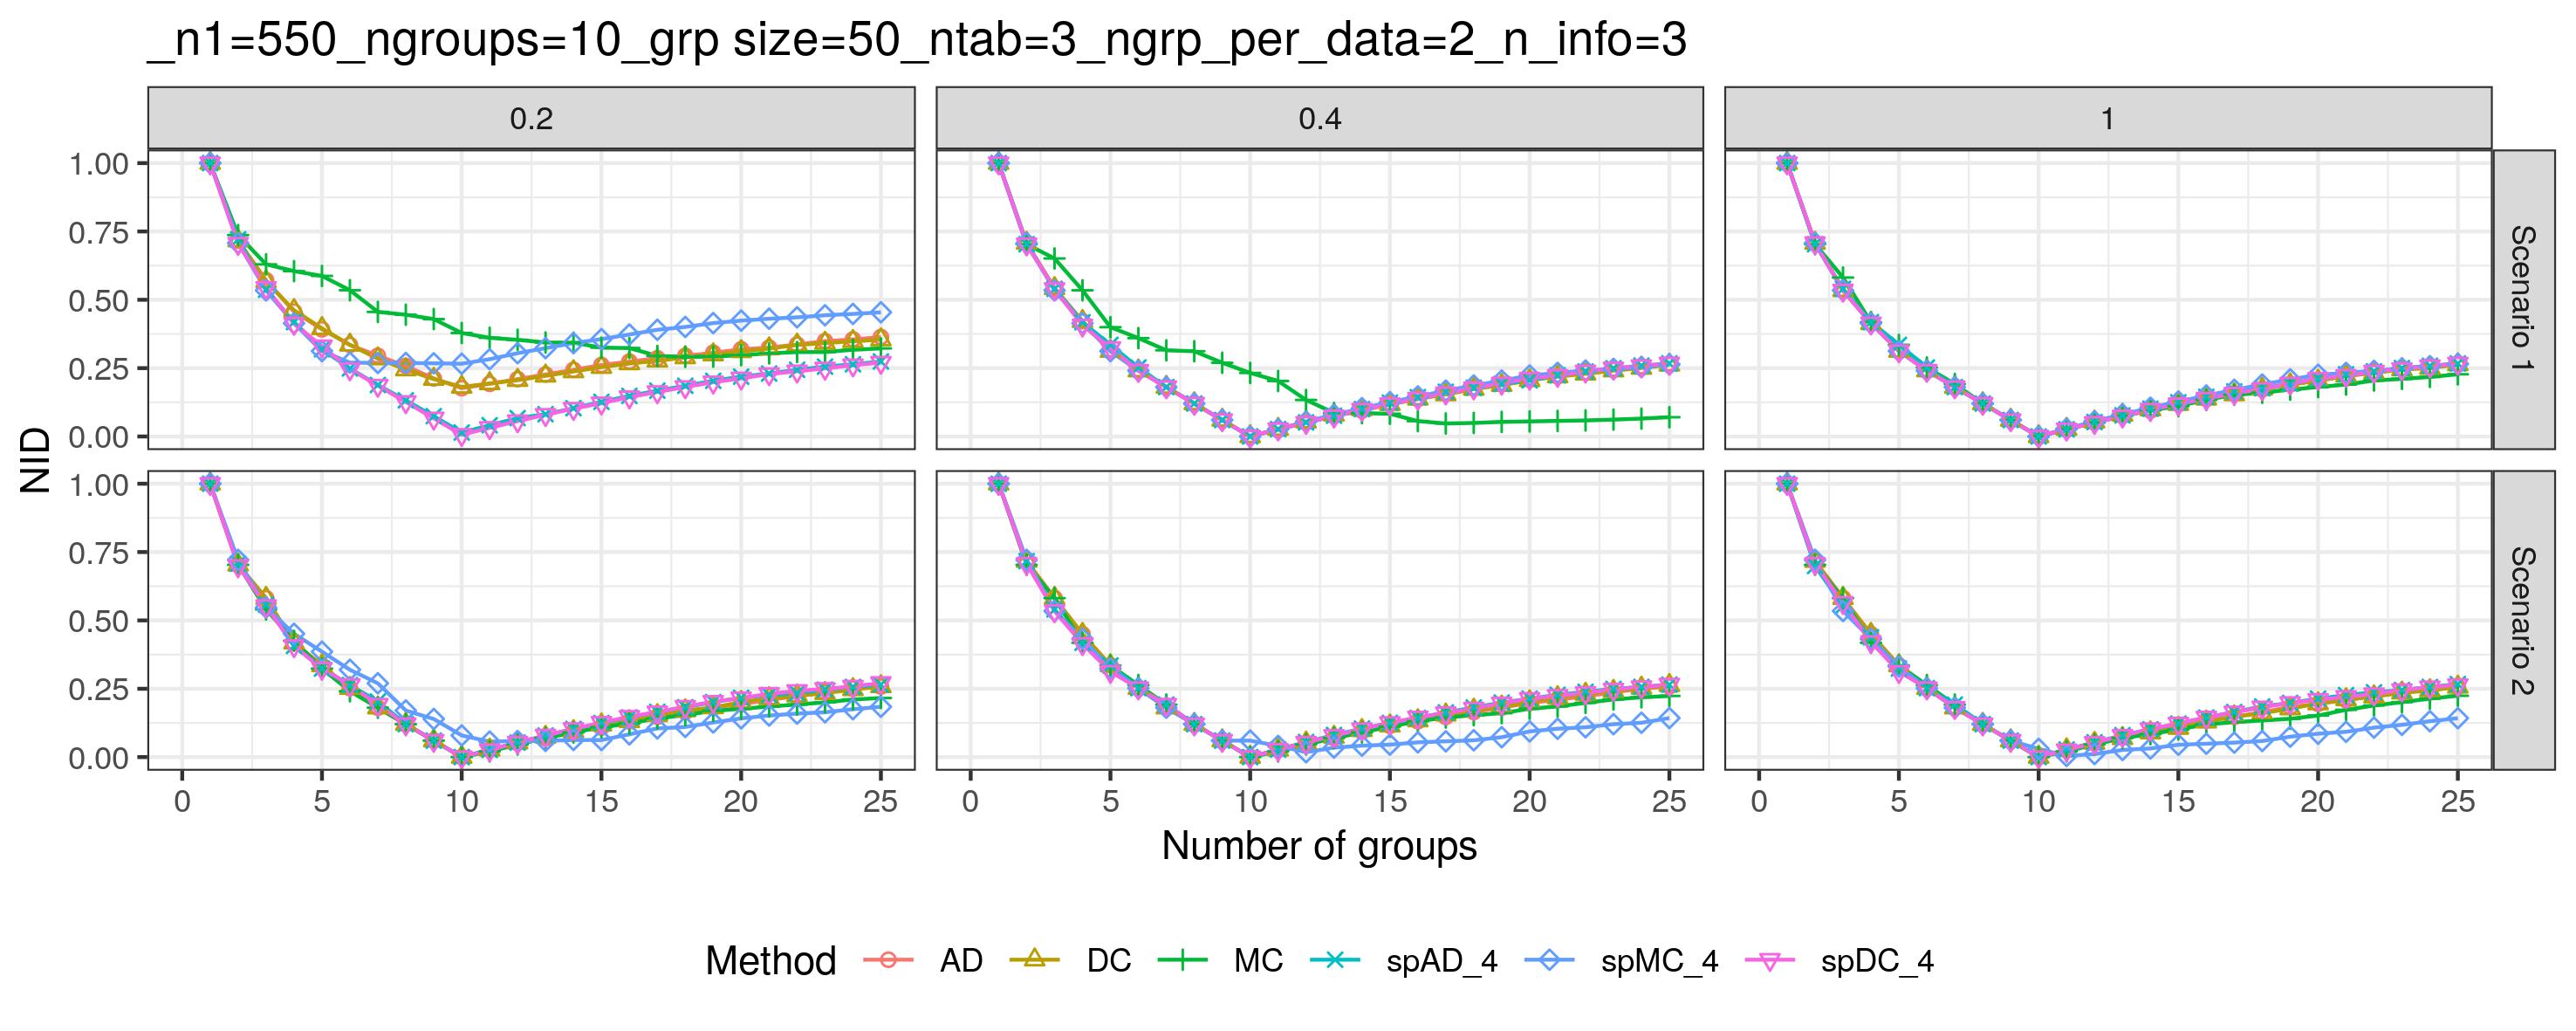 _n1=550_ngroups=10_grp size=50_ntab=3_ngrp_per_data=2_n_info=3
0.2 0.4 1
1.00
0.75
0.50
0.25
0.00
Scenario 1
1.00
0.75
0.50
0.25
0.00
Scenario 2
NID
0 5 10 15 20 25 0 5 10 15 20 25 0 5 10 15 20 25
Number of groups
Method AD DC MC spAD_4 spMC_4 spDC_4